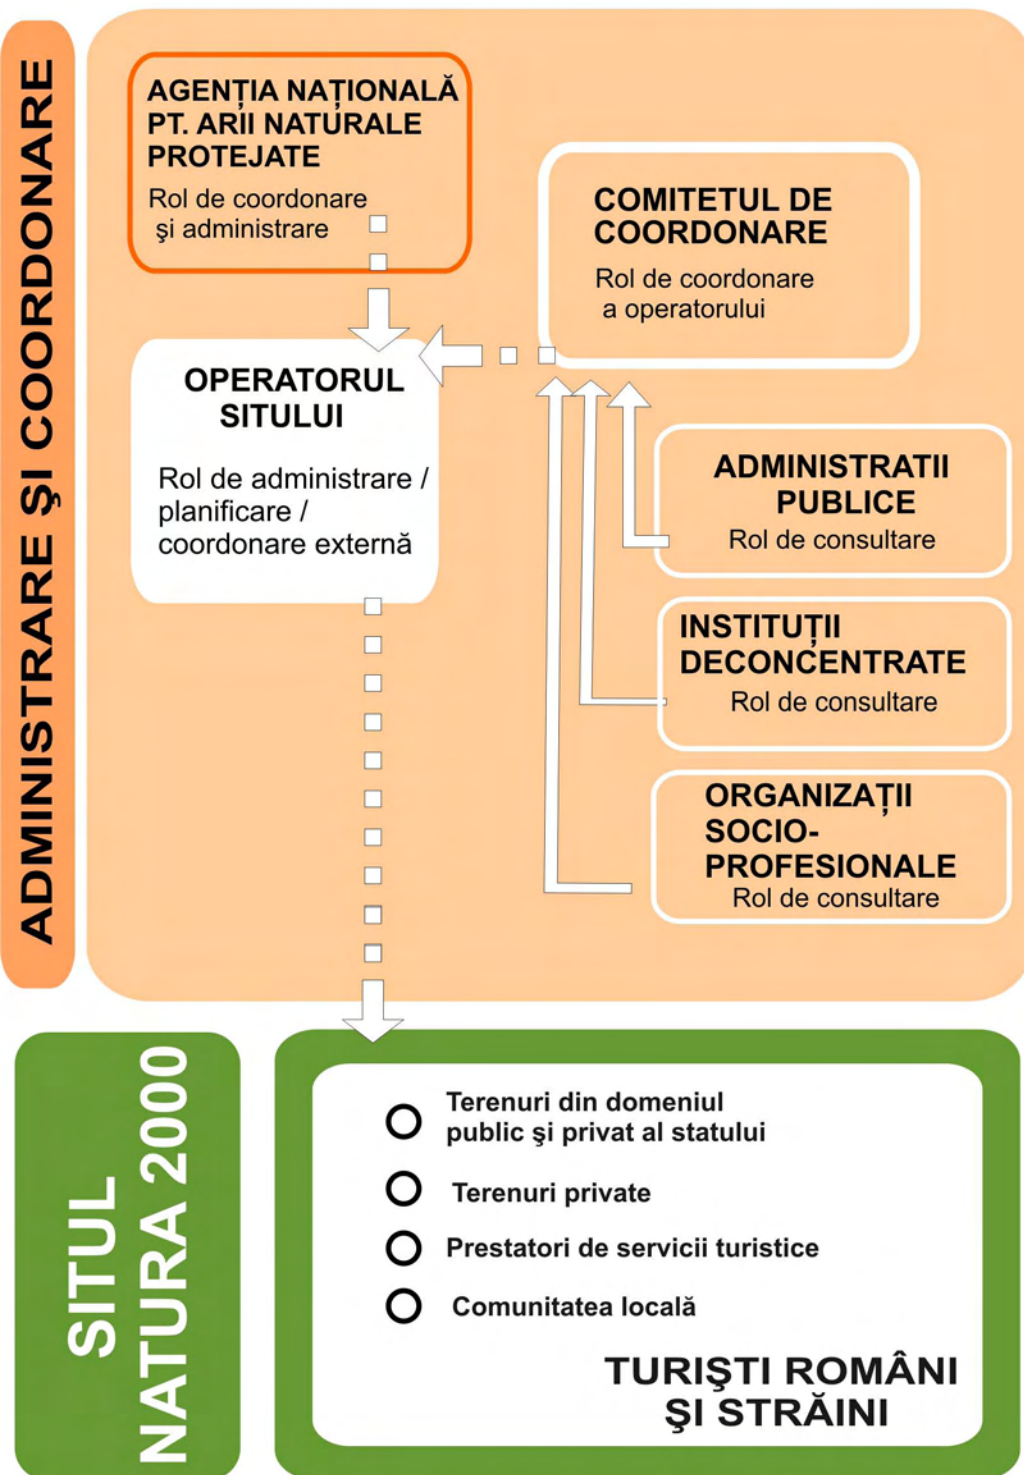 ADMINISTRARE ŞI COORDONARE
AGENȚIA NAȚIONALĂ
PT. ARII NATURALE
PROTEJATE
Rol de coordonare
şi administrare
COMITETUL DE
COORDONARE
Rol de coordonare
a operatorului
OPERATORUL
SITULUI
Rol de administrare /
planificare /
coordonare externă
ADMINISTRATII
PUBLICE
Rol de consultare
INSTITUȚII
DECONCENTRATE
Rol de consultare
ORGANIZAȚII
SOCIO-
PROFESIONALE
Rol de consultare
SITUL
NATURA 2000
Terenuri din domeniul
public şi privat al statului
Terenuri private
Prestatori de servicii turistice
Comunitatea locală
TURIŞTI ROMÂNI
ŞI STRĂINI